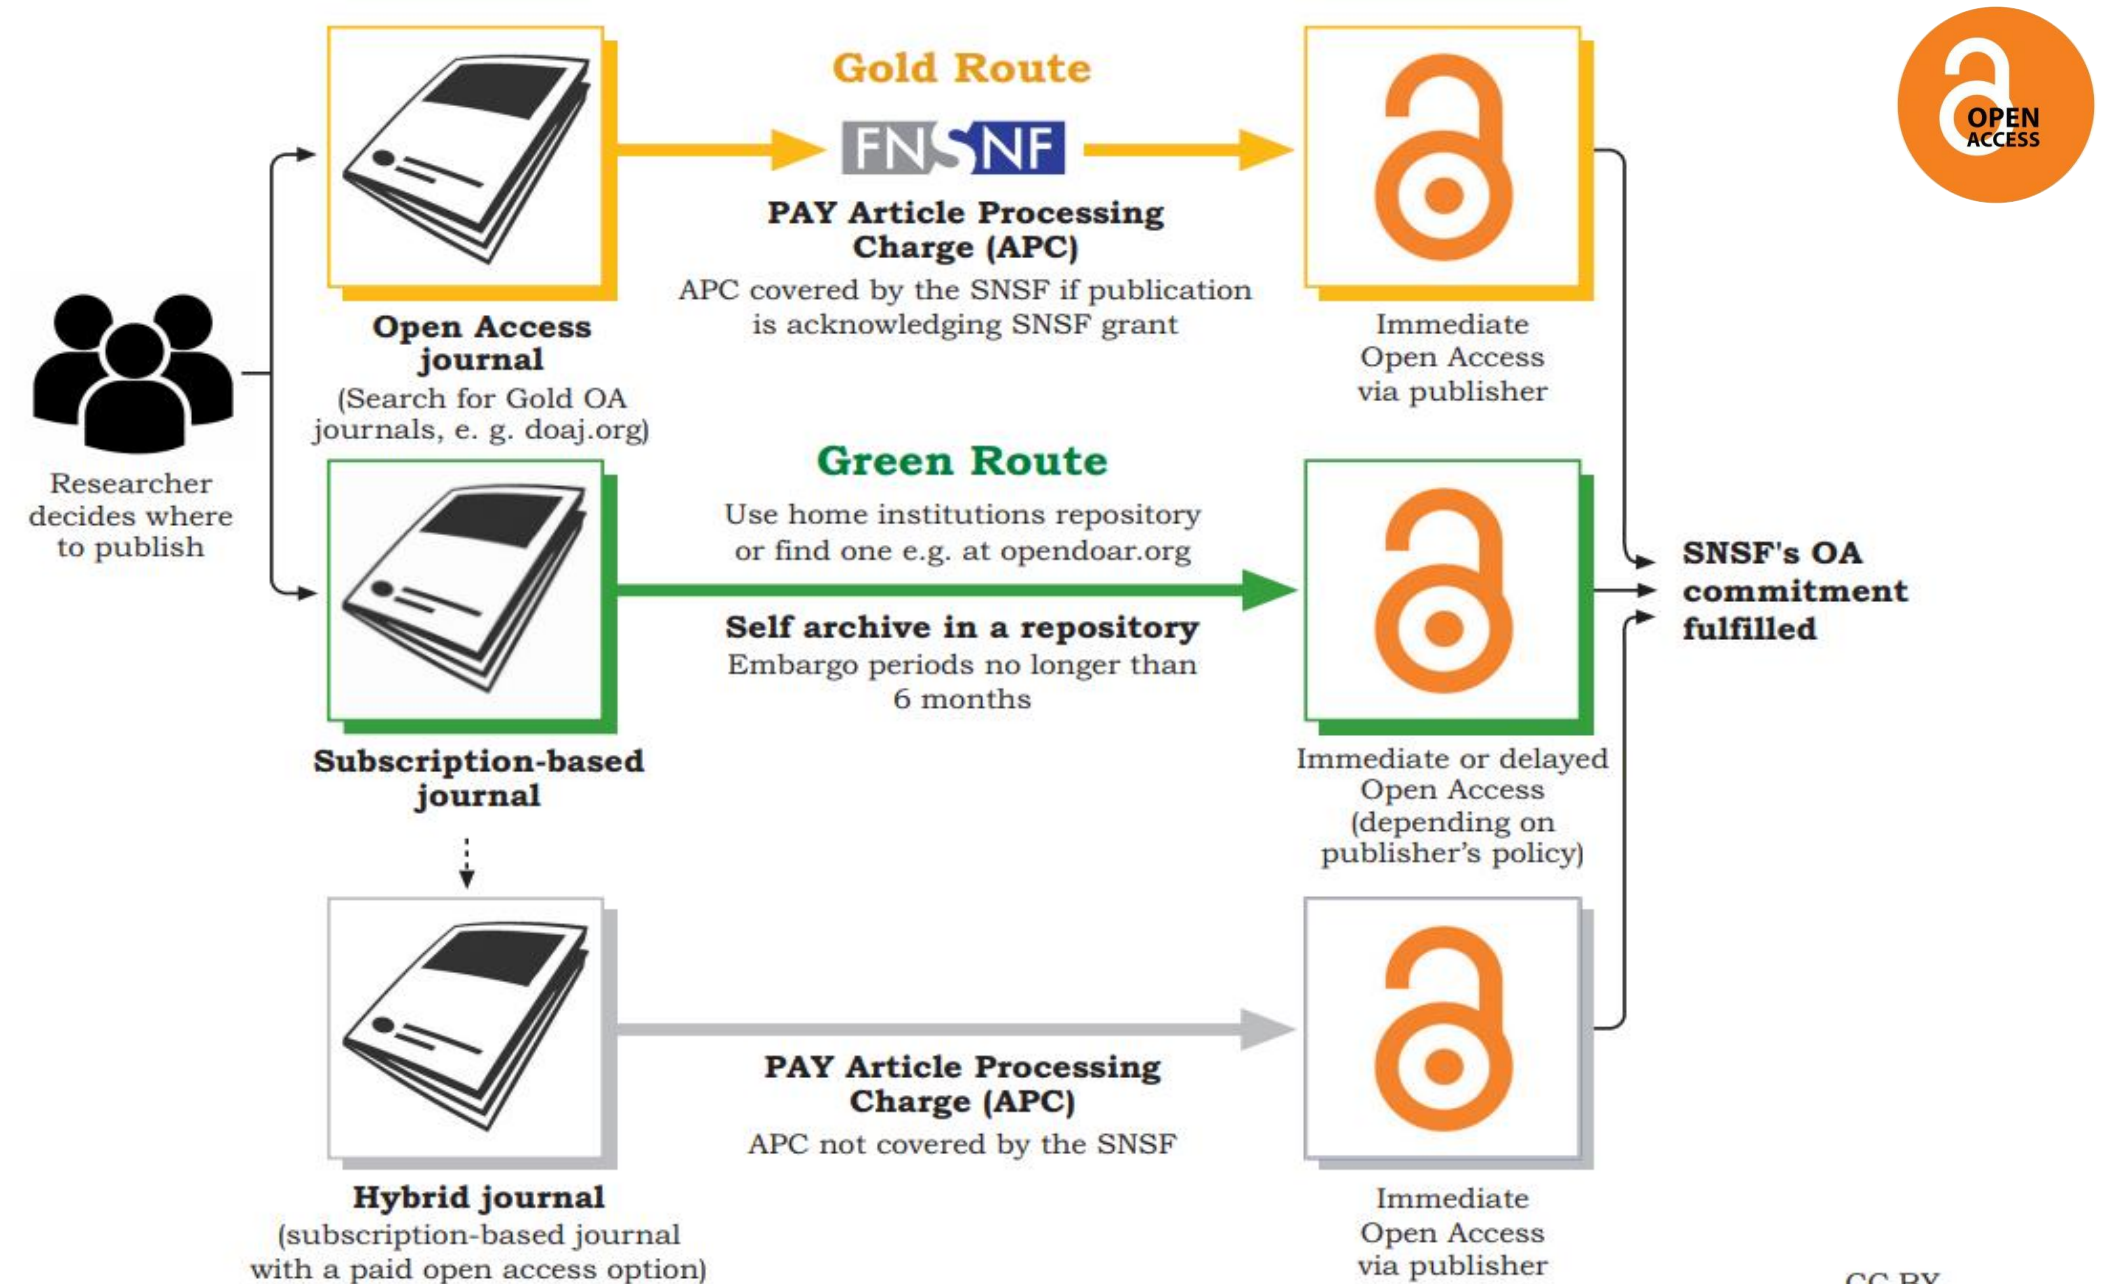 Gold Route
FNSNF
PAY Article Processing
Charge (APC)
APC covered by the SNSF if publication
is acknowledging SNSF grant
OPEN
ACCESS
Researcher
decides where
to publish
Open Access
journal
(Search for Gold OA
journals, e. g. doaj.org)
Immediate
Open Access
via publisher
Green Route
Use home institutions repository
or find one e.g. at opendoar.org
Self archive in a repository
Embargo periods no longer than
6 months
Subscription-based
journal
Immediate or delayed
Open Access
(depending on
publisher’s policy)
SNSF's OA
commitment
fulfilled
PAY Article Processing
Charge (APC)
APC not covered by the SNSF
Hybrid journal
(subscription-based journal
with a paid open access option)
Immediate
Open Access
via publisher
CC BY